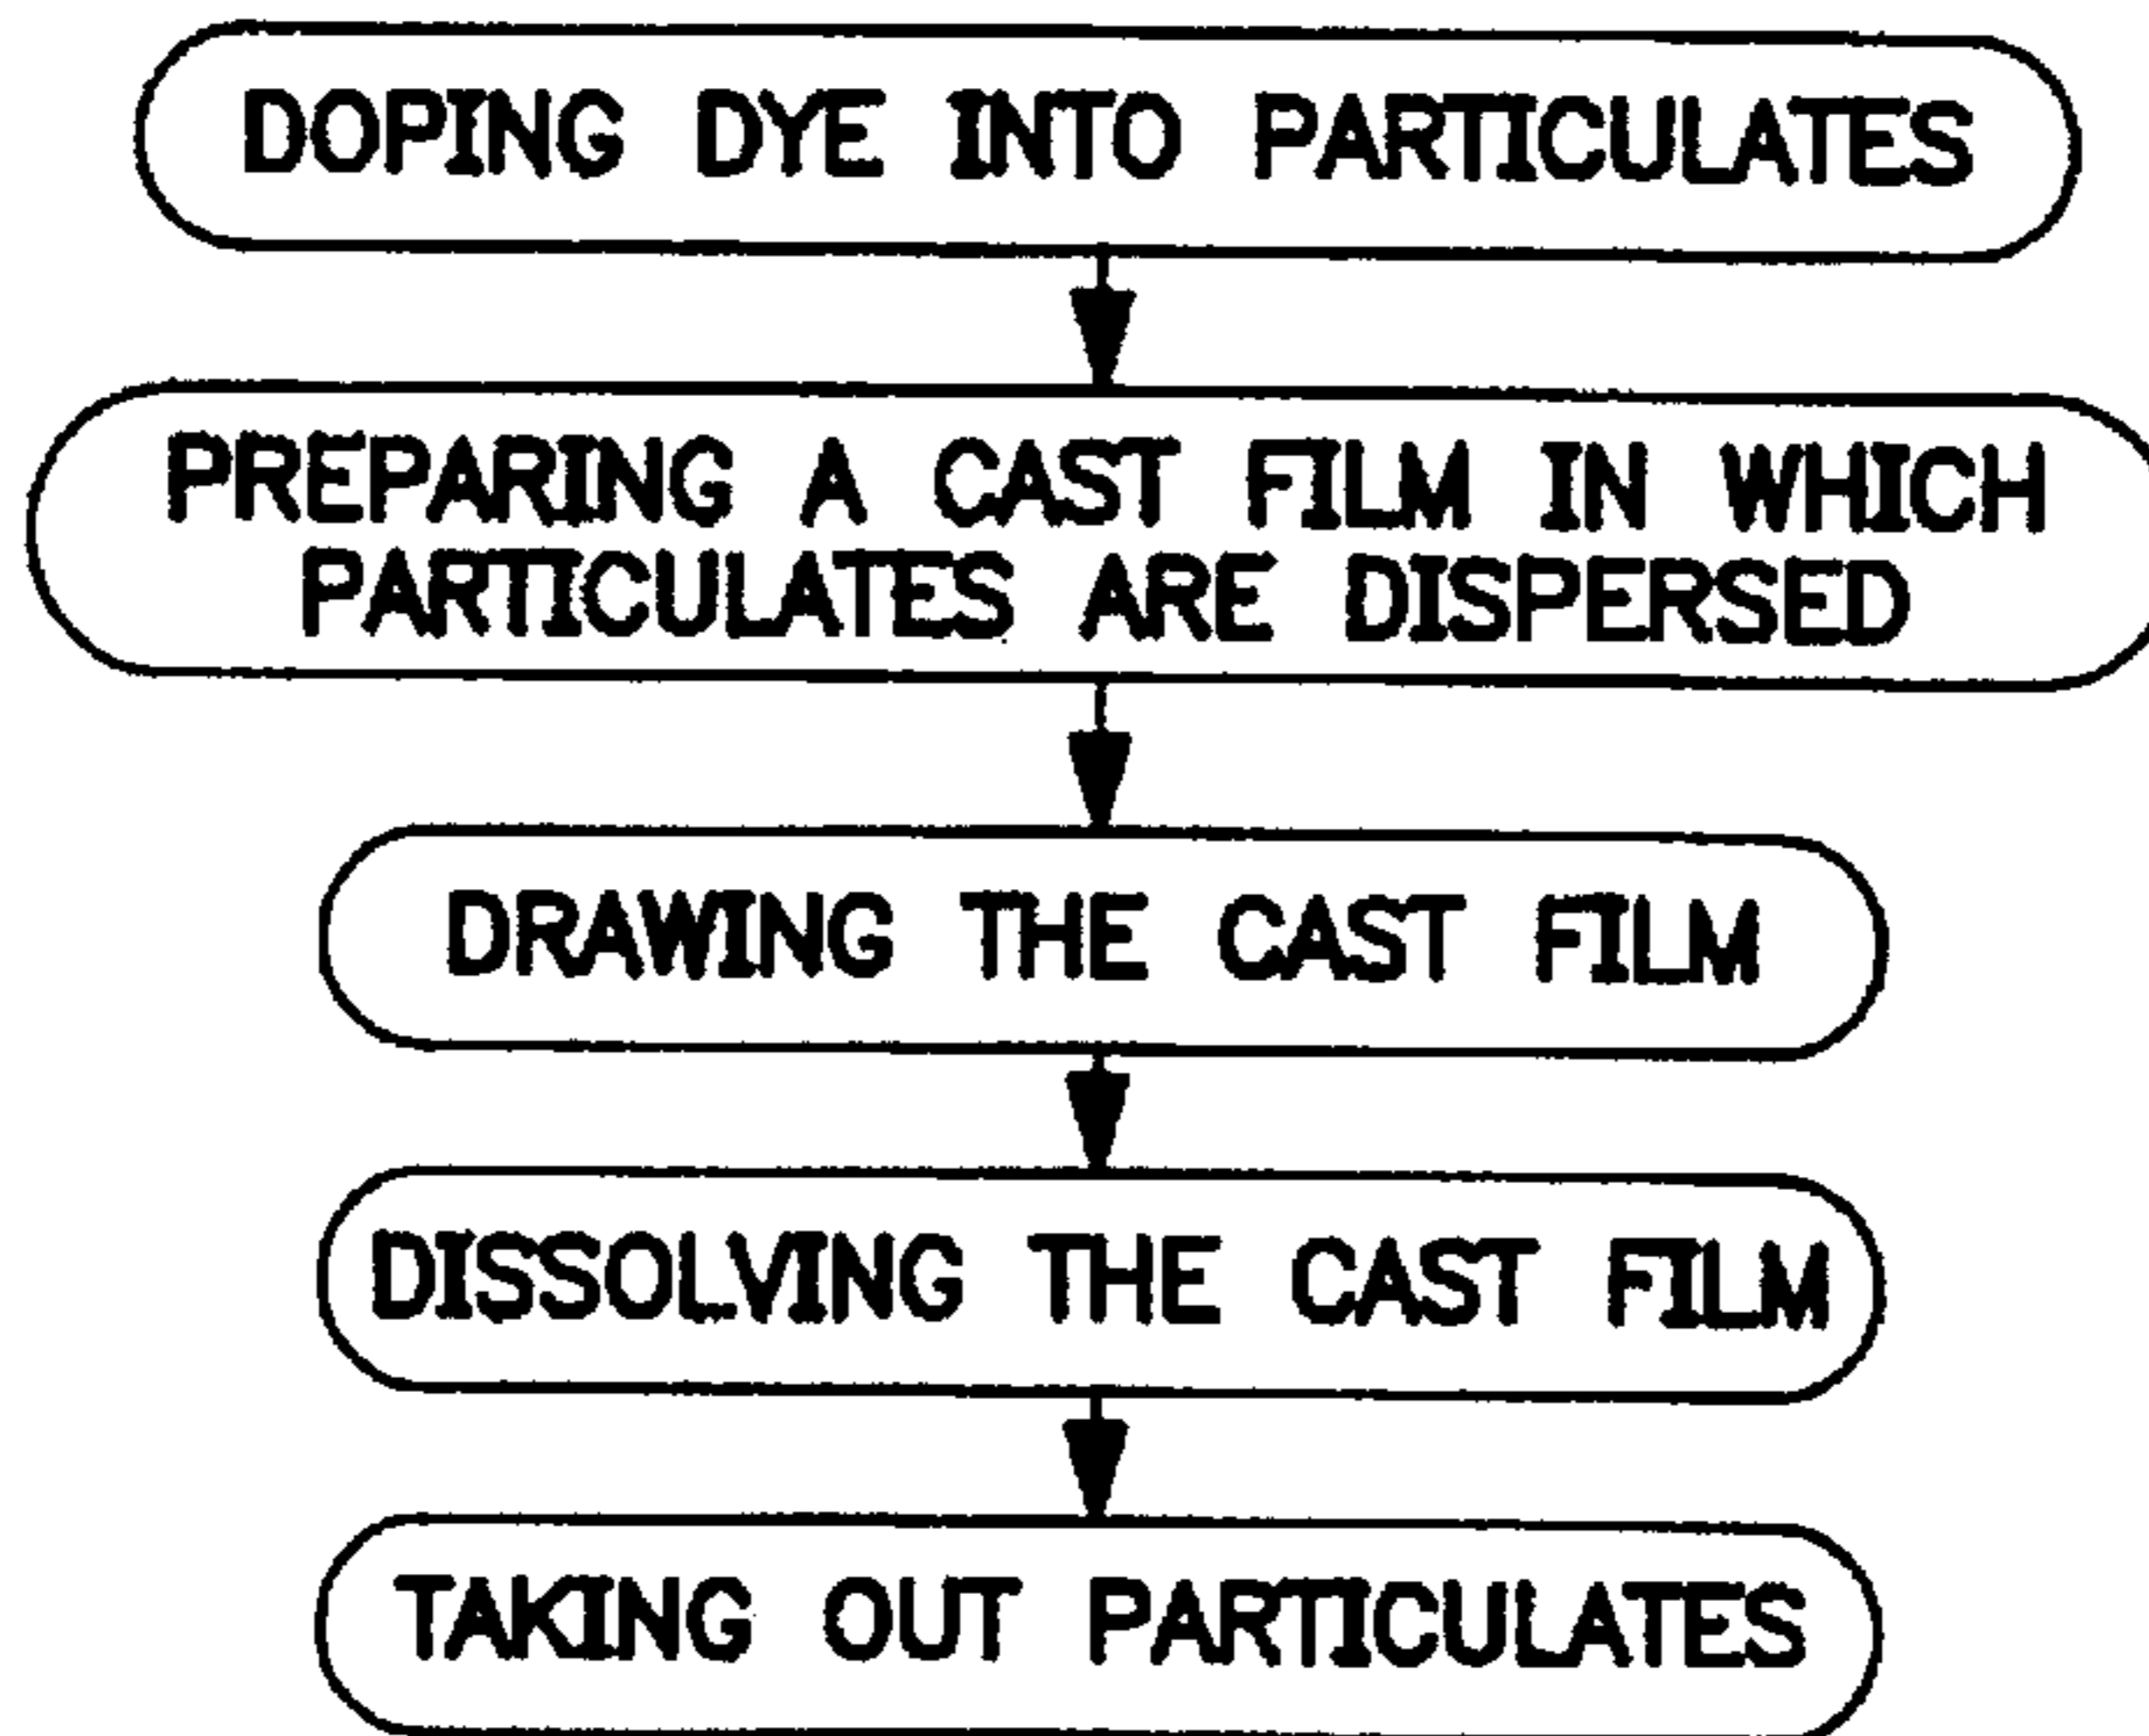 DOPING DYE INTO PARTICULATES
PREPARING A CAST FILM IN WHICH
PARTICULATES ARE DISPERSED
DRAWING THE CAST FILM
DISSOLVING THE CAST FILM
TAKING OUT PARTICULATES